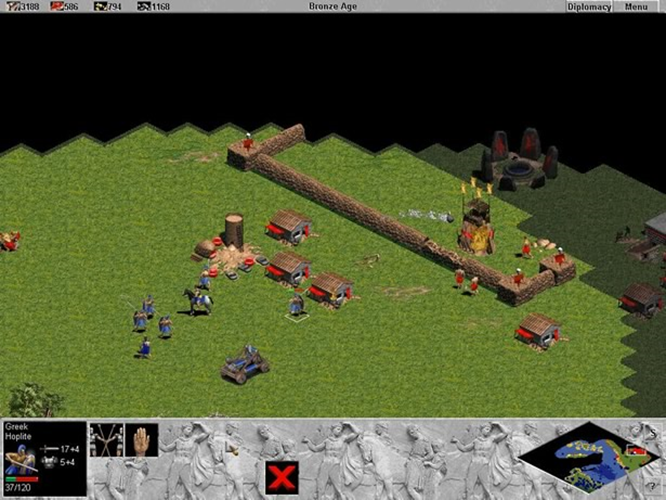 3188 586 794 1168 Bronze Age Diplomacy Menu
Greek
Hoplite
17+4
5+4
37/120
S
?